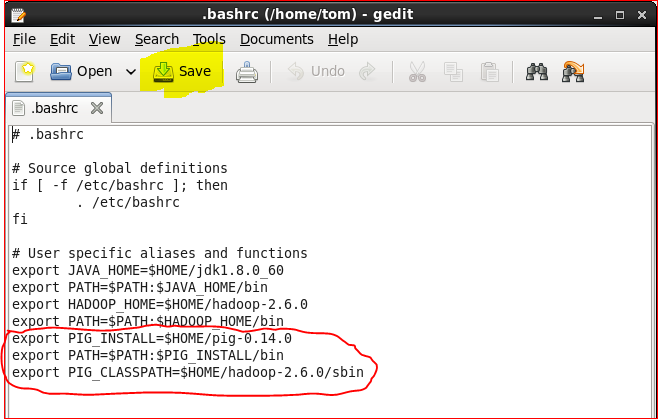 .bashrc (/home/tom) - gedit
File Edit View Search Tools Documents Help
Open Save Undo
.bashrc
# .bashrc
# Source global definitions
if [ -f /etc/bashrc ]; then
. /etc/bashrc
fi
# User specific aliases and functions
export JAVA_HOME=$HOME/jdk1.8.0_60
export PATH=$PATH:$JAVA_HOME/bin
export HADOOP_HOME=$HOME/hadoop-2.6.0
export PATH=$PATH:$HADOOP_HOME/bin
export PIG_INSTALL=$HOME/pig-0.14.0
export PATH=$PATH:$PIG_INSTALL/bin
export PIG_CLASSPATH=$HOME/hadoop-2.6.0/sbin